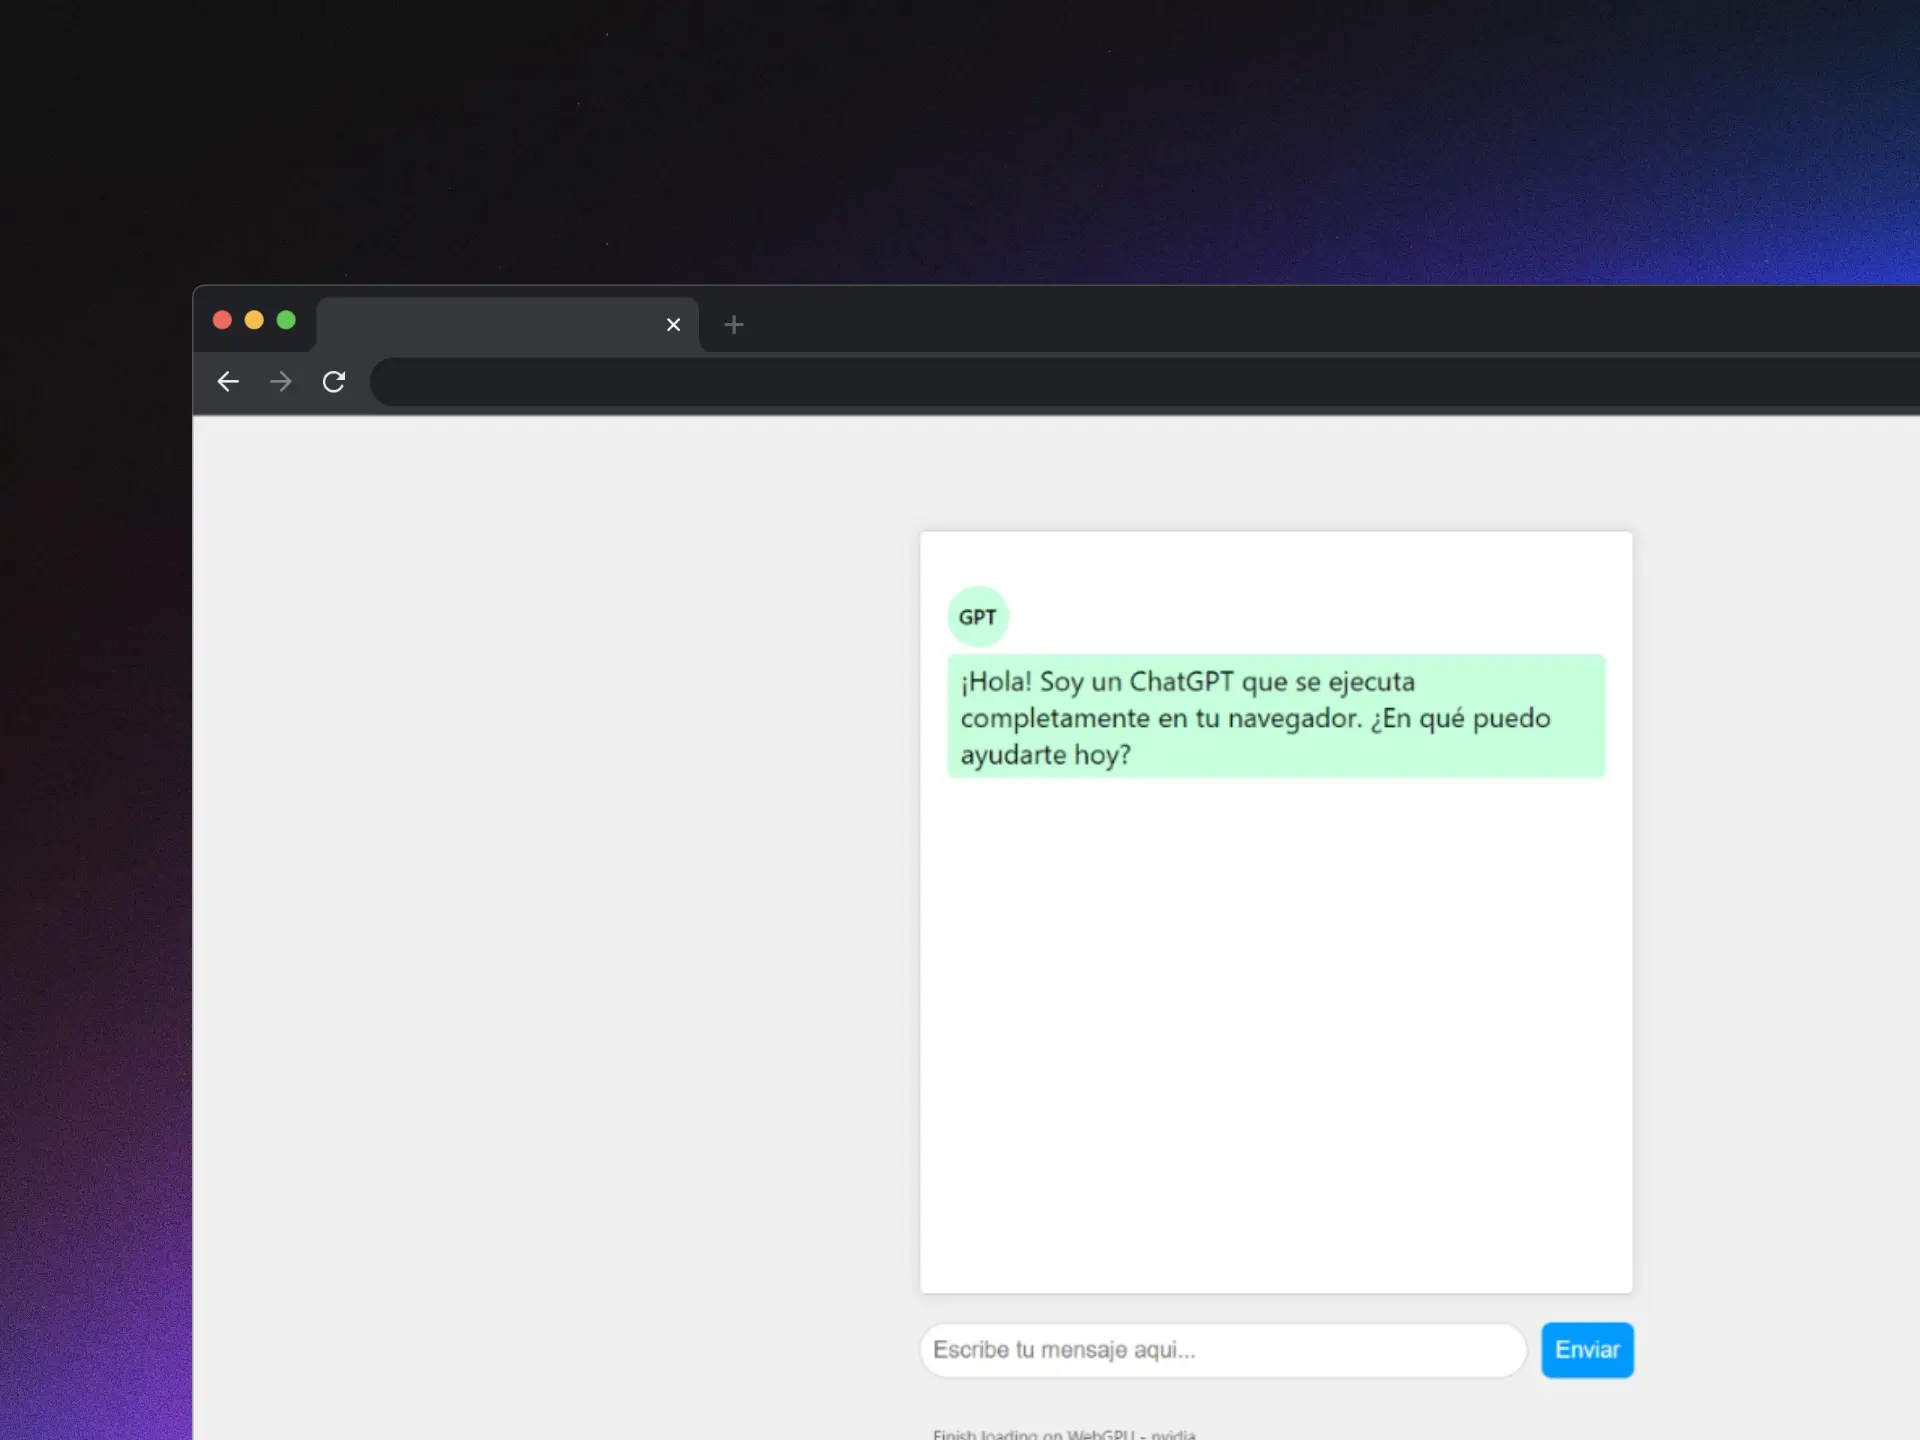 GPT
¡Hola! Soy un ChatGPT que se ejecuta
completamente en tu navegador. ¿En qué puedo
ayudarte hoy?
Escribe tu mensaje aqui...
Enviar
Finish loading on WebGPU - nvidia